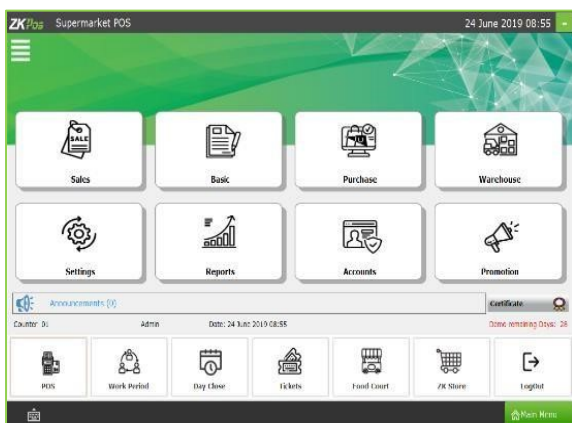 ZKPos Supermarket POS 24 June 2019 08:55 -
SALE
Sales Basic Purchase Warehouse
Settings Reports Accounts Promotion
Announcements (0) Certificate
Counter 01 Admin Date: 24 June 2019 08:55 Demo remaining Days: 28
POS Work Period Day Close Tickets Food Court ZK Store LogOut
Main Menu